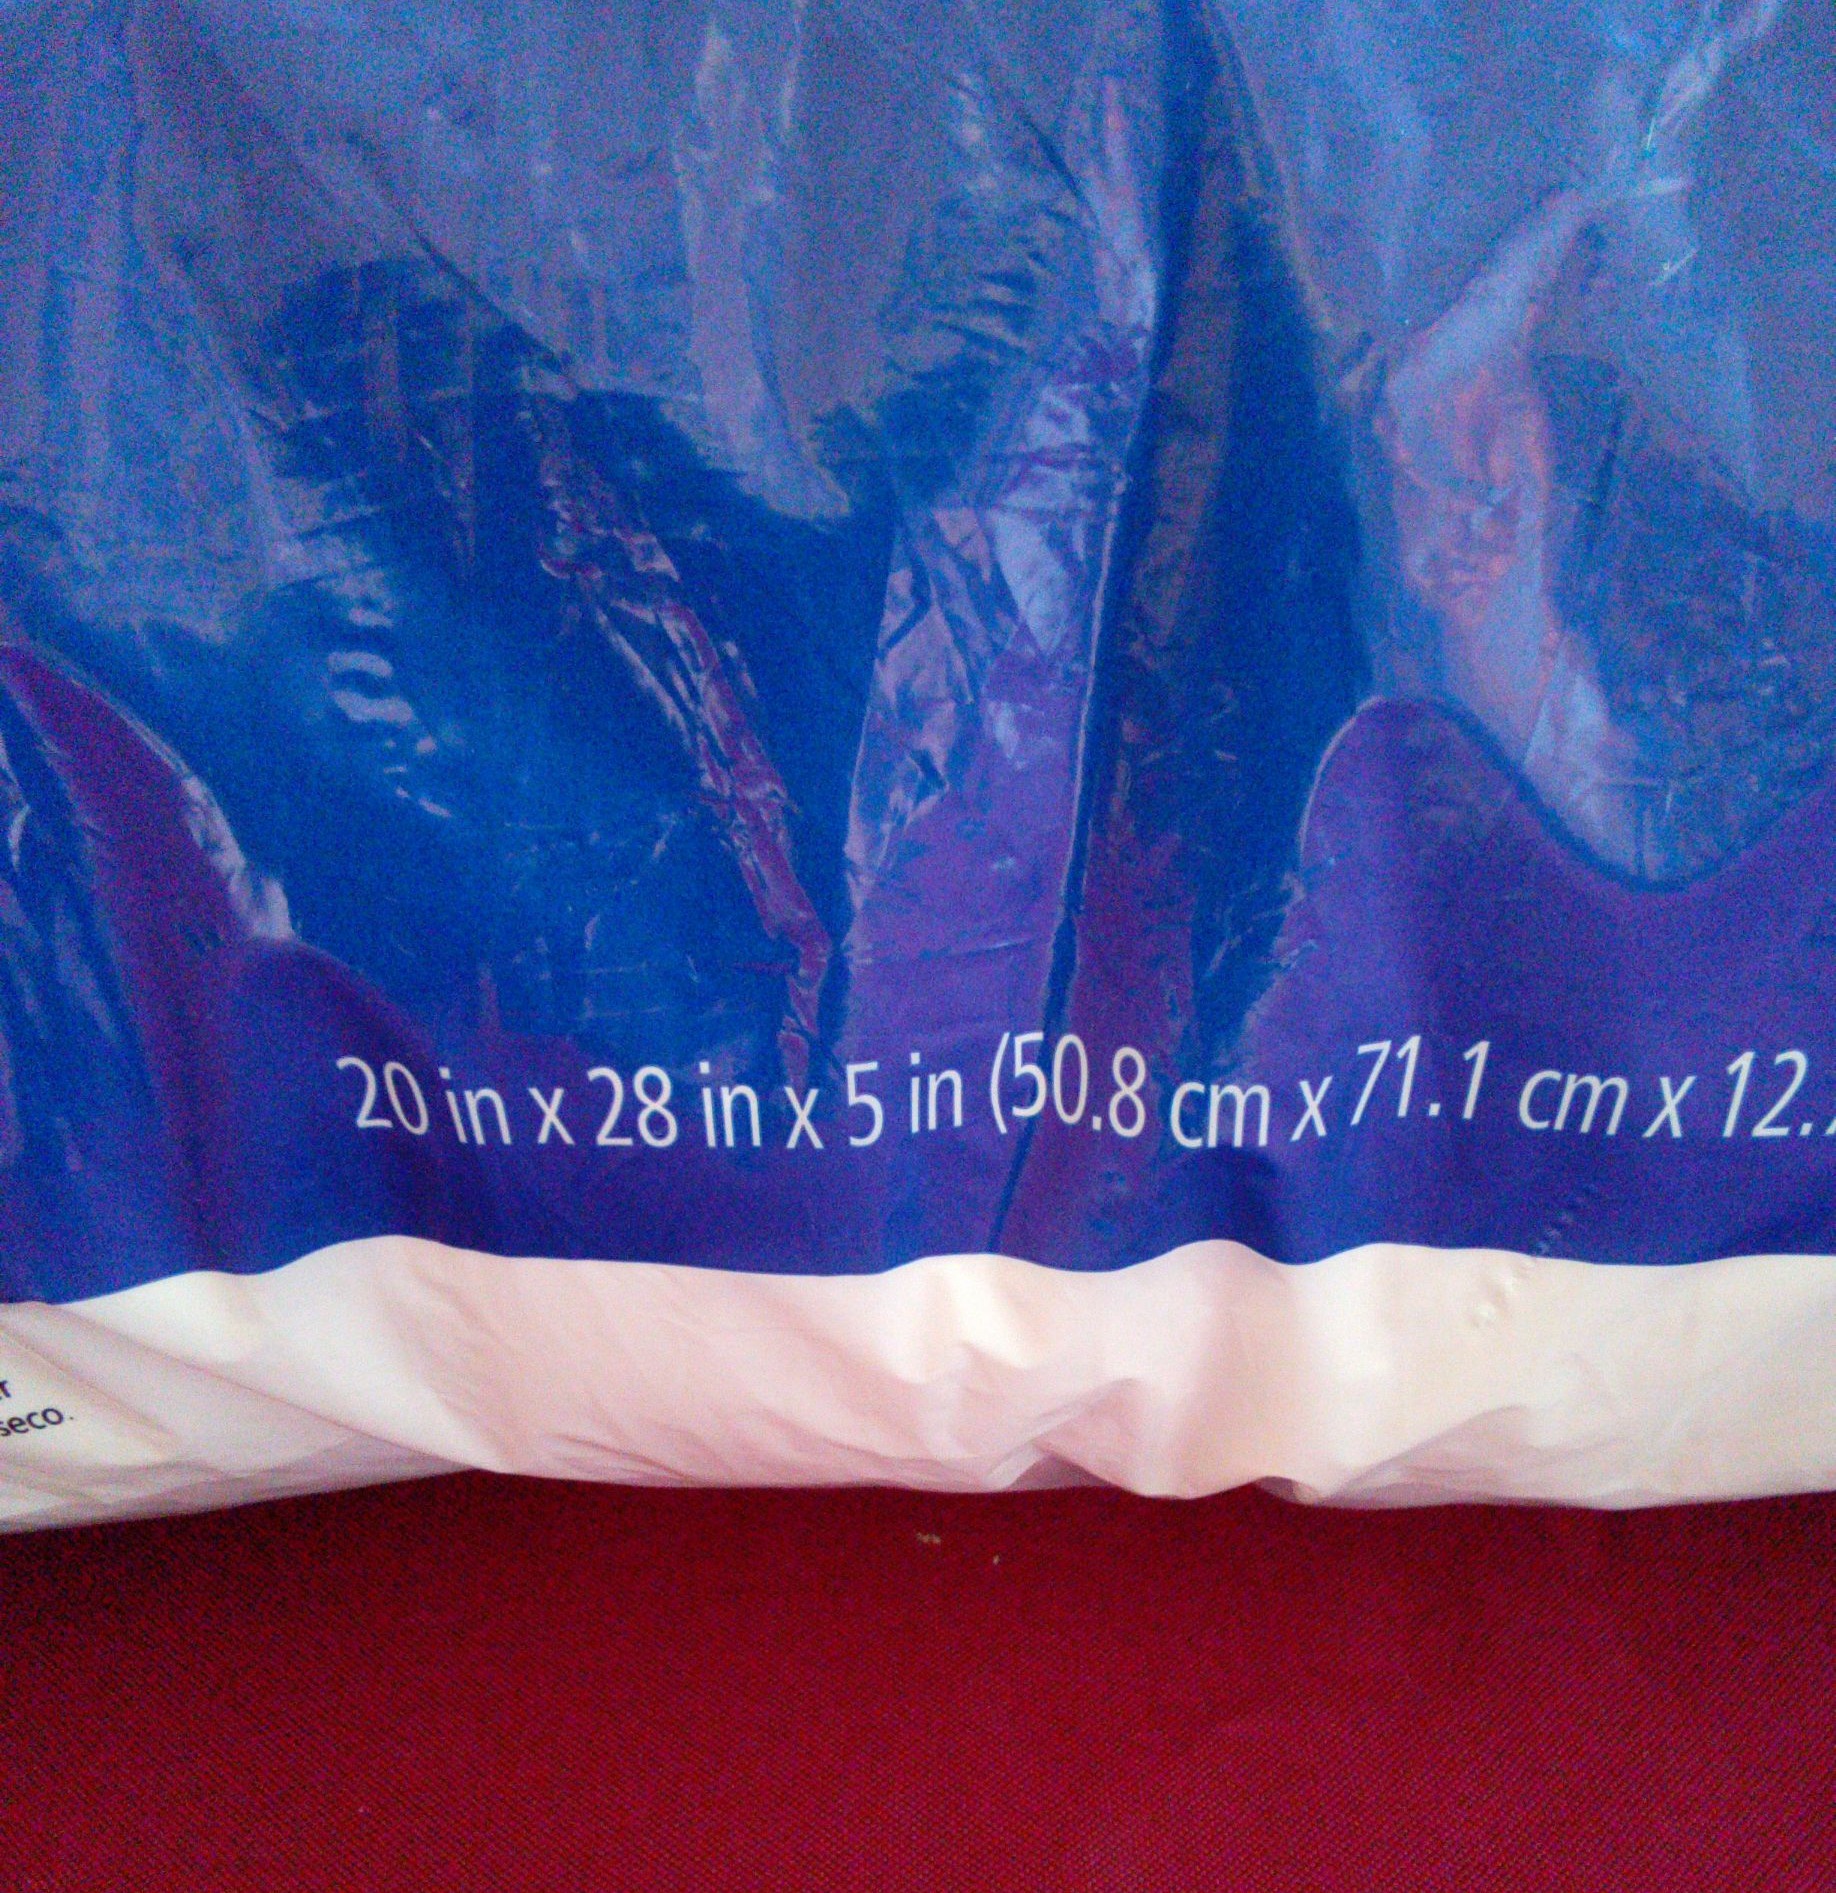 20 in x 28 in x 5 in (50.8 cm x 71.1 cm x 12.
seco.